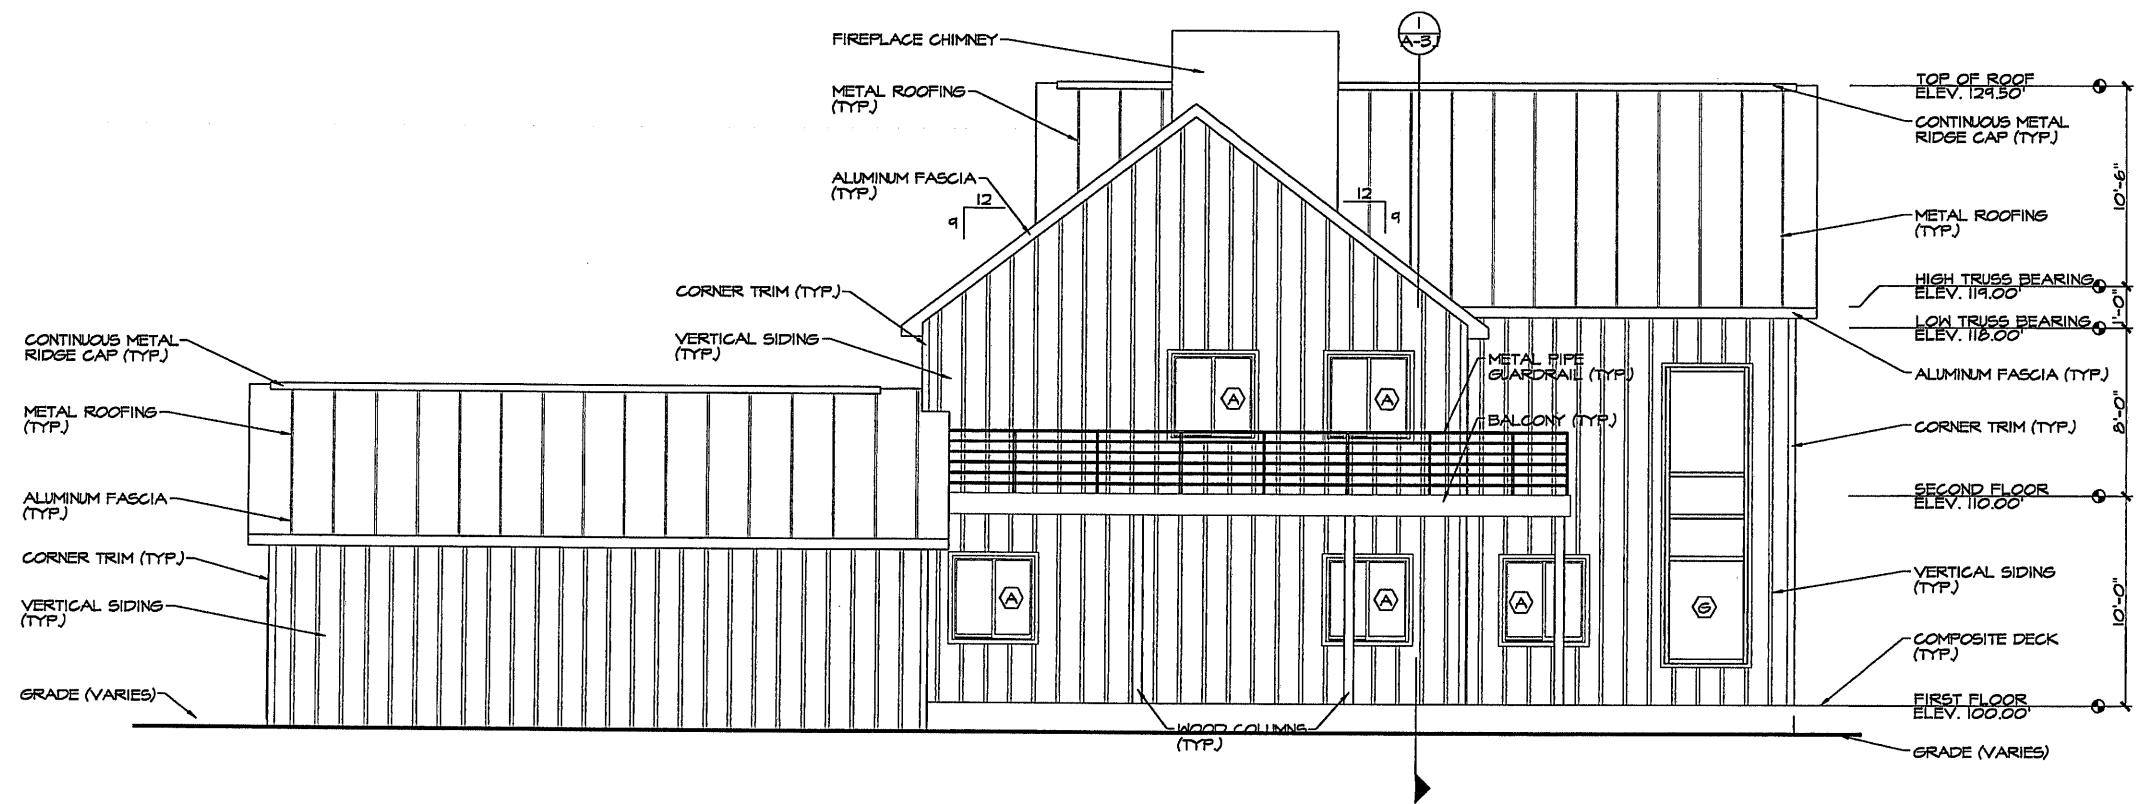 FIREPLACE CHIMNEY
METAL ROOFING
(TYP.)
ALUMINUM FASCIA
(TYP.)
12
9
CORNER TRIM (TYP.)
VERTICAL SIDING
(TYP.)
CONTINUOUS METAL
RIDGE CAP (TYP.)
METAL ROOFING
(TYP.)
ALUMINUM FASCIA
(TYP.)
CORNER TRIM (TYP.)
VERTICAL SIDING
(TYP.)
GRADE (VARIES)
1
A-3.1
12
9
A
A
METAL PIPE
GUARDRAIL (TYP.)
BALCONY (TYP.)
A
A
A
G
WOOD COLUMNS
(TYP.)
TOP OF ROOF
ELEV. 129.50'
CONTINUOUS METAL
RIDGE CAP (TYP.)
METAL ROOFING
(TYP.)
HIGH TRUSS BEARING
ELEV. 119.00'
LOW TRUSS BEARING
ELEV. 118.00'
ALUMINUM FASCIA (TYP.)
CORNER TRIM (TYP.)
SECOND FLOOR
ELEV. 110.00'
VERTICAL SIDING
(TYP.)
COMPOSITE DECK
(TYP.)
FIRST FLOOR
ELEV. 100.00'
GRADE (VARIES)
10'-6"
1'-0"
8'-0"
10'-0"